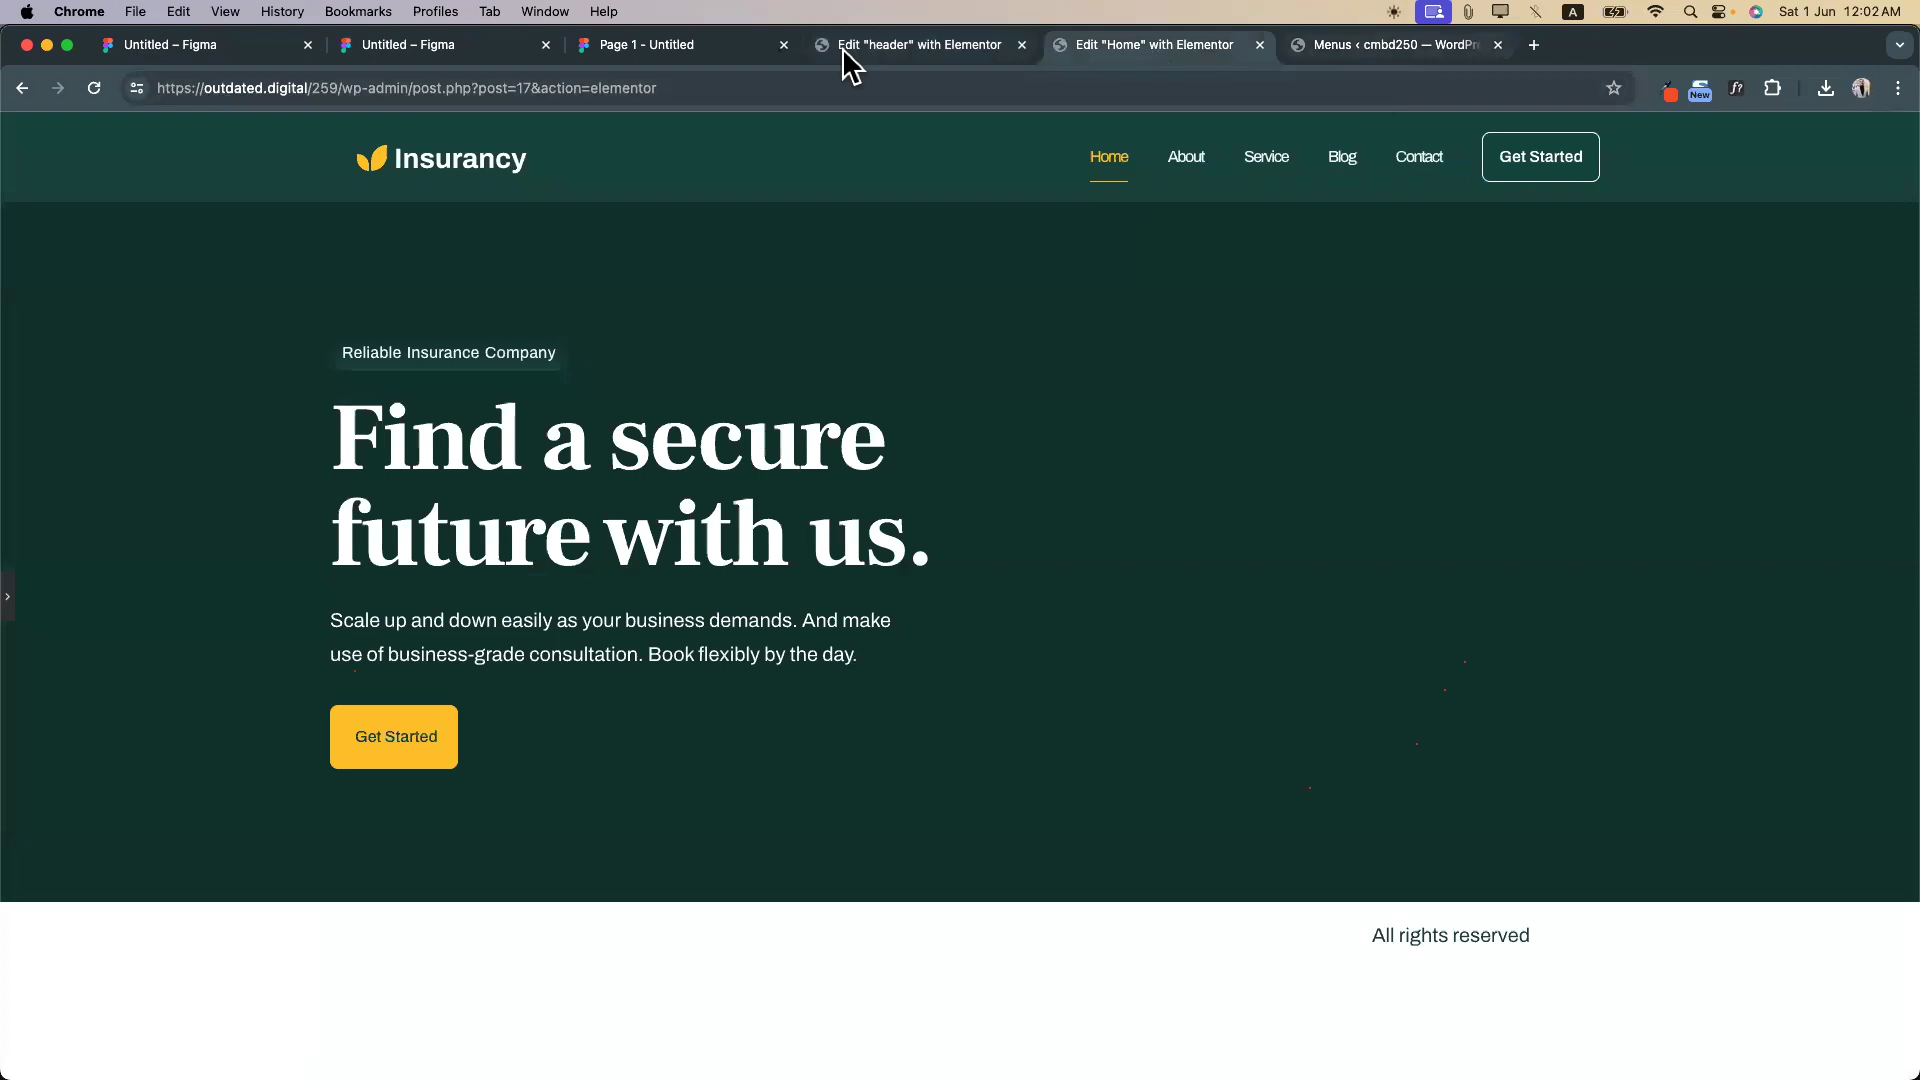 Chrome File Edit View History Bookmarks Profiles Tab Window Help A Sat 1 Jun 12:02 AM
Untitled – Figma Untitled – Figma Page 1 - Untitled Edit "header" with Elementor Edit "Home" with Elementor Menus ‹ cmbd250 — WordPr
https://outdated.digital/259/wp-admin/post.php?post=17&action=elementor New f?
Insurancy Home About Service Blog Contact Get Started
Reliable Insurance Company
Find a secure
future with us.
Scale up and down easily as your business demands. And make
use of business-grade consultation. Book flexibly by the day.
Get Started
All rights reserved